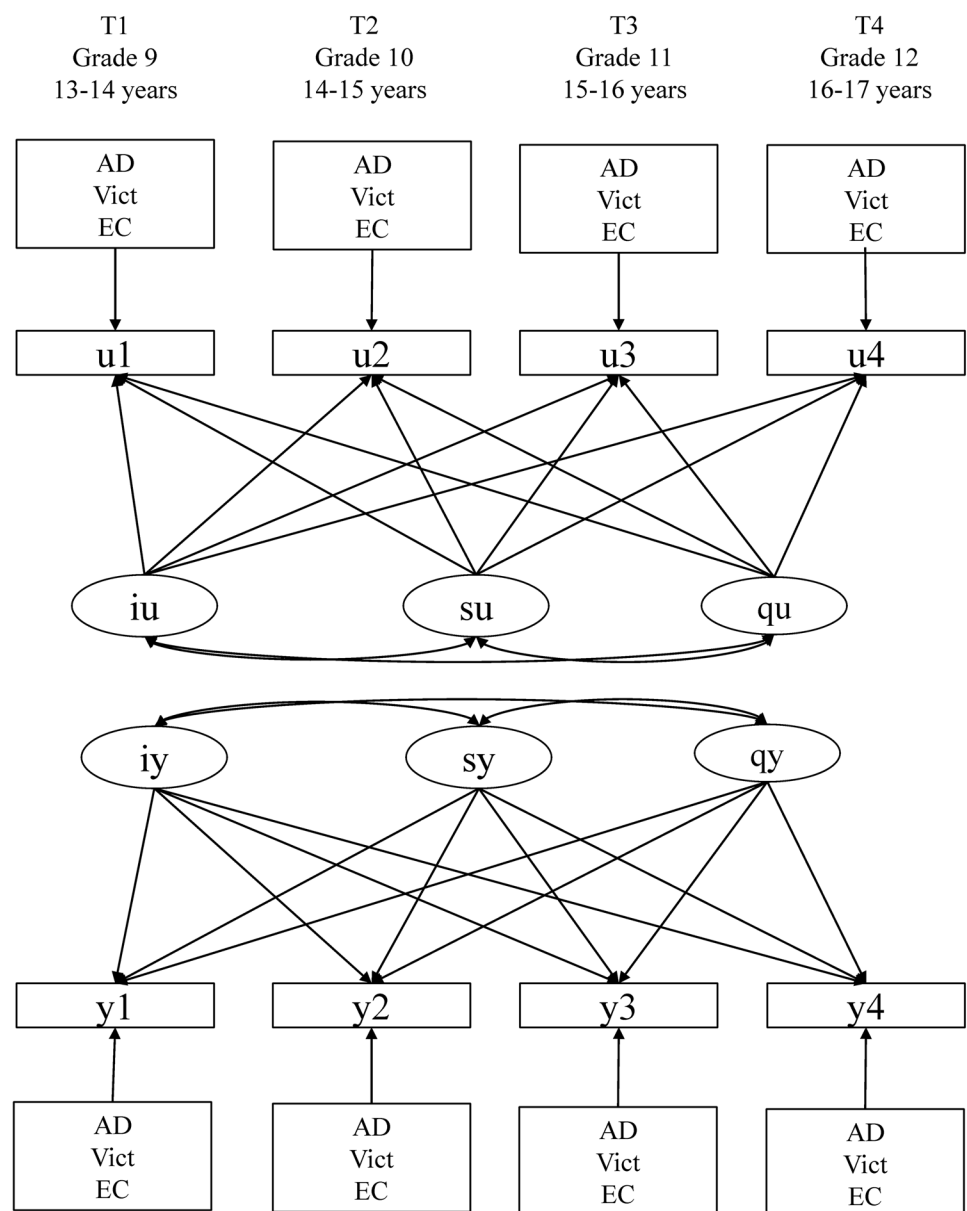 T1
Grade 9
13-14 years
T2
Grade 10
14-15 years
T3
Grade 11
15-16 years
T4
Grade 12
16-17 years
AD
Vict
EC
AD
Vict
EC
AD
Vict
EC
AD
Vict
EC
u1
u2
u3
u4
iu
su
qu
iy
sy
qy
y1
y2
y3
y4
AD
Vict
EC
AD
Vict
EC
AD
Vict
EC
AD
Vict
EC